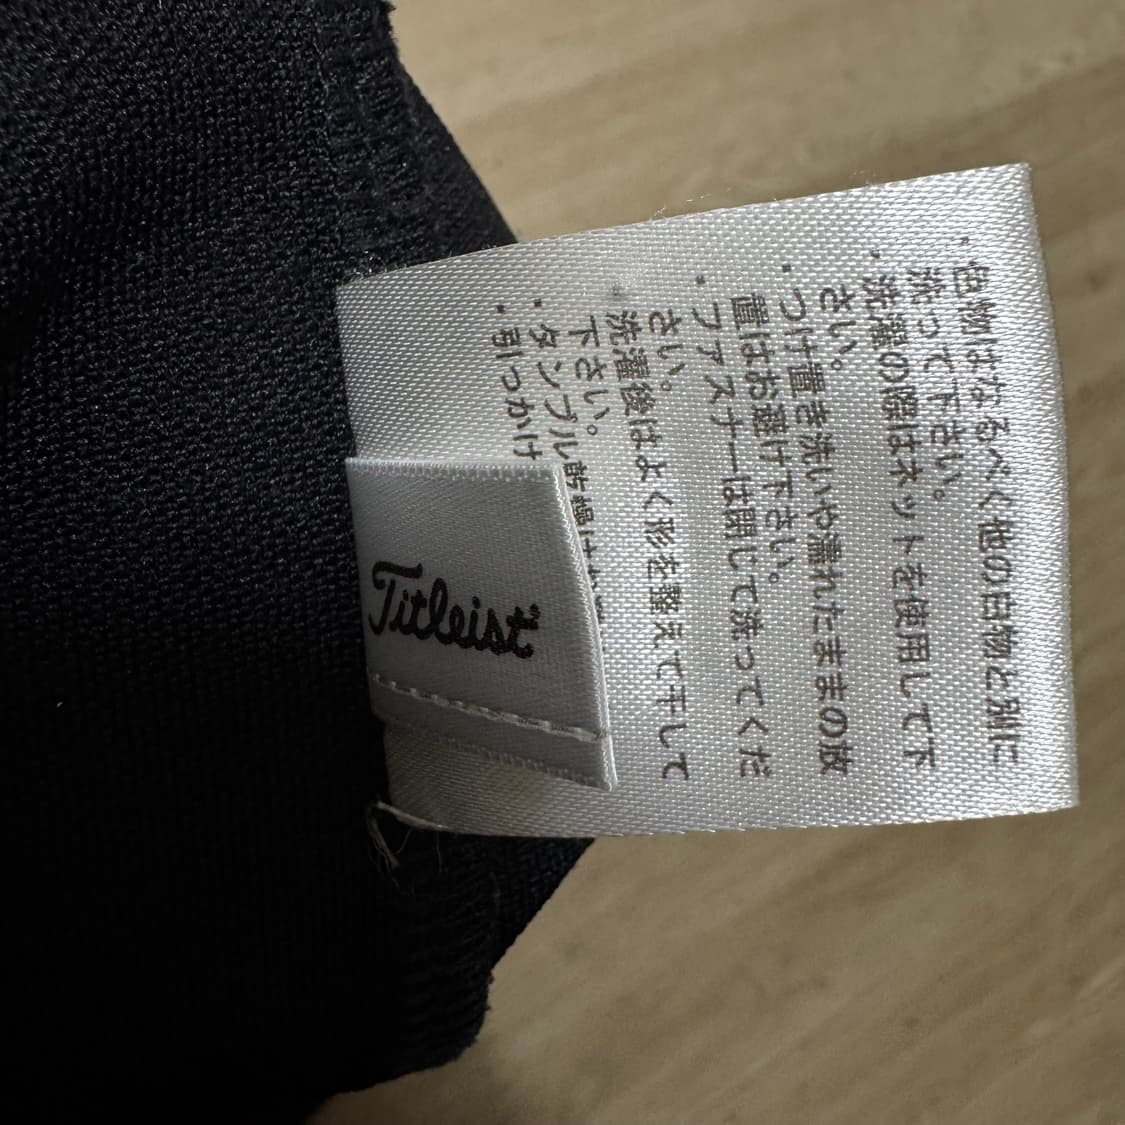 ・色物はなるべく他の白物と別に
洗って下さい。
・洗濯の際はネットを使用して下
さい。
・つけ置き洗いや濡れたままの放
置はお避け下さい。
・ファスナーは閉じて洗ってくだ
さい。
・洗濯後はよく形を整えて干して
下さい。
・タンブル乾燥は
・引っかけ
Titleist